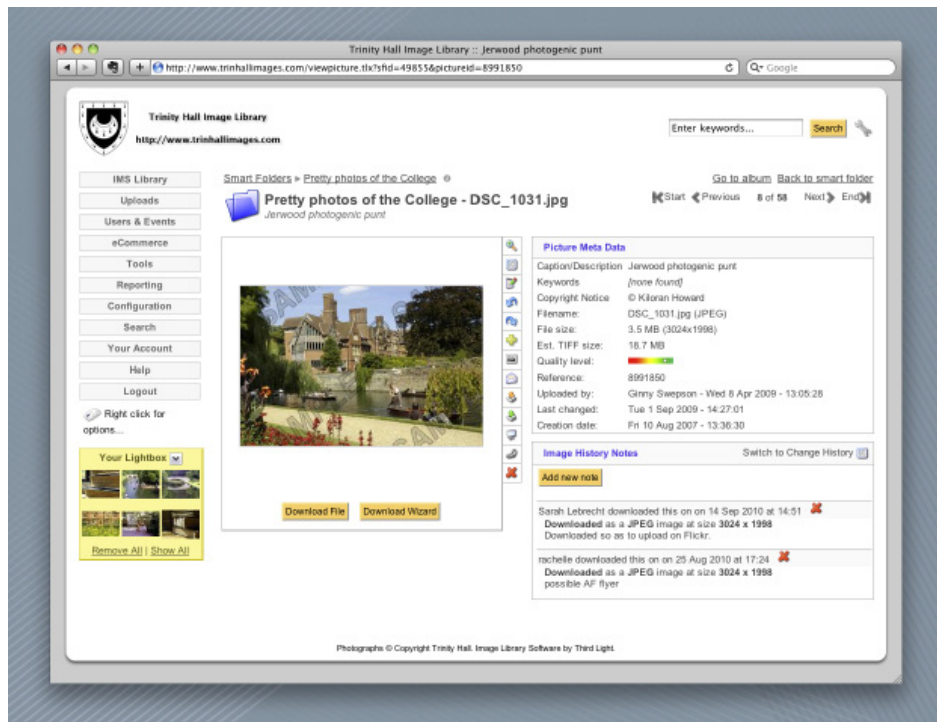 Trinity Hall Image Library :: Jerwood photogenic punt
http://www.trinhallimages.com/viewpicture.tlx?sfid=49855&pictureid=8991850
Google
Trinity Hall Image Library
http://www.trinhallimages.com
Enter keywords...
Search
IMS Library
Uploads
Users & Events
eCommerce
Tools
Reporting
Configuration
Search
Your Account
Help
Logout
Right click for
options...
Your Lightbox
Remove All | Show All
Smart Folders » Pretty photos of the College
Go to album Back to smart folder
Pretty photos of the College - DSC_1031.jpg
Jerwood photogenic punt
Start Previous 8 of 58 Next End
SAM
SAM
Download File Download Wizard
Picture Meta Data
Caption/Description Jerwood photogenic punt
Keywords [none found]
Copyright Notice © Kiloran Howard
Filename: DSC_1031.jpg (JPEG)
File size: 3.5 MB (3024x1998)
Est. TIFF size: 18.7 MB
Quality level:
Reference: 8991850
Uploaded by: Ginny Swepson - Wed 8 Apr 2009 - 13:05:28
Last changed: Tue 1 Sep 2009 - 14:27:01
Creation date: Fri 10 Aug 2007 - 13:36:30
Image History Notes Switch to Change History
Add new note
Sarah Lebrecht downloaded this on on 14 Sep 2010 at 14:51
Downloaded as a JPEG image at size 3024 x 1998
Downloaded so as to upload on Flickr.
rachelle downloaded this on on 25 Aug 2010 at 17:24
Downloaded as a JPEG image at size 3024 x 1998
possible AF flyer
Photographs © Copyright Trinity Hall. Image Library Software by Third Light.